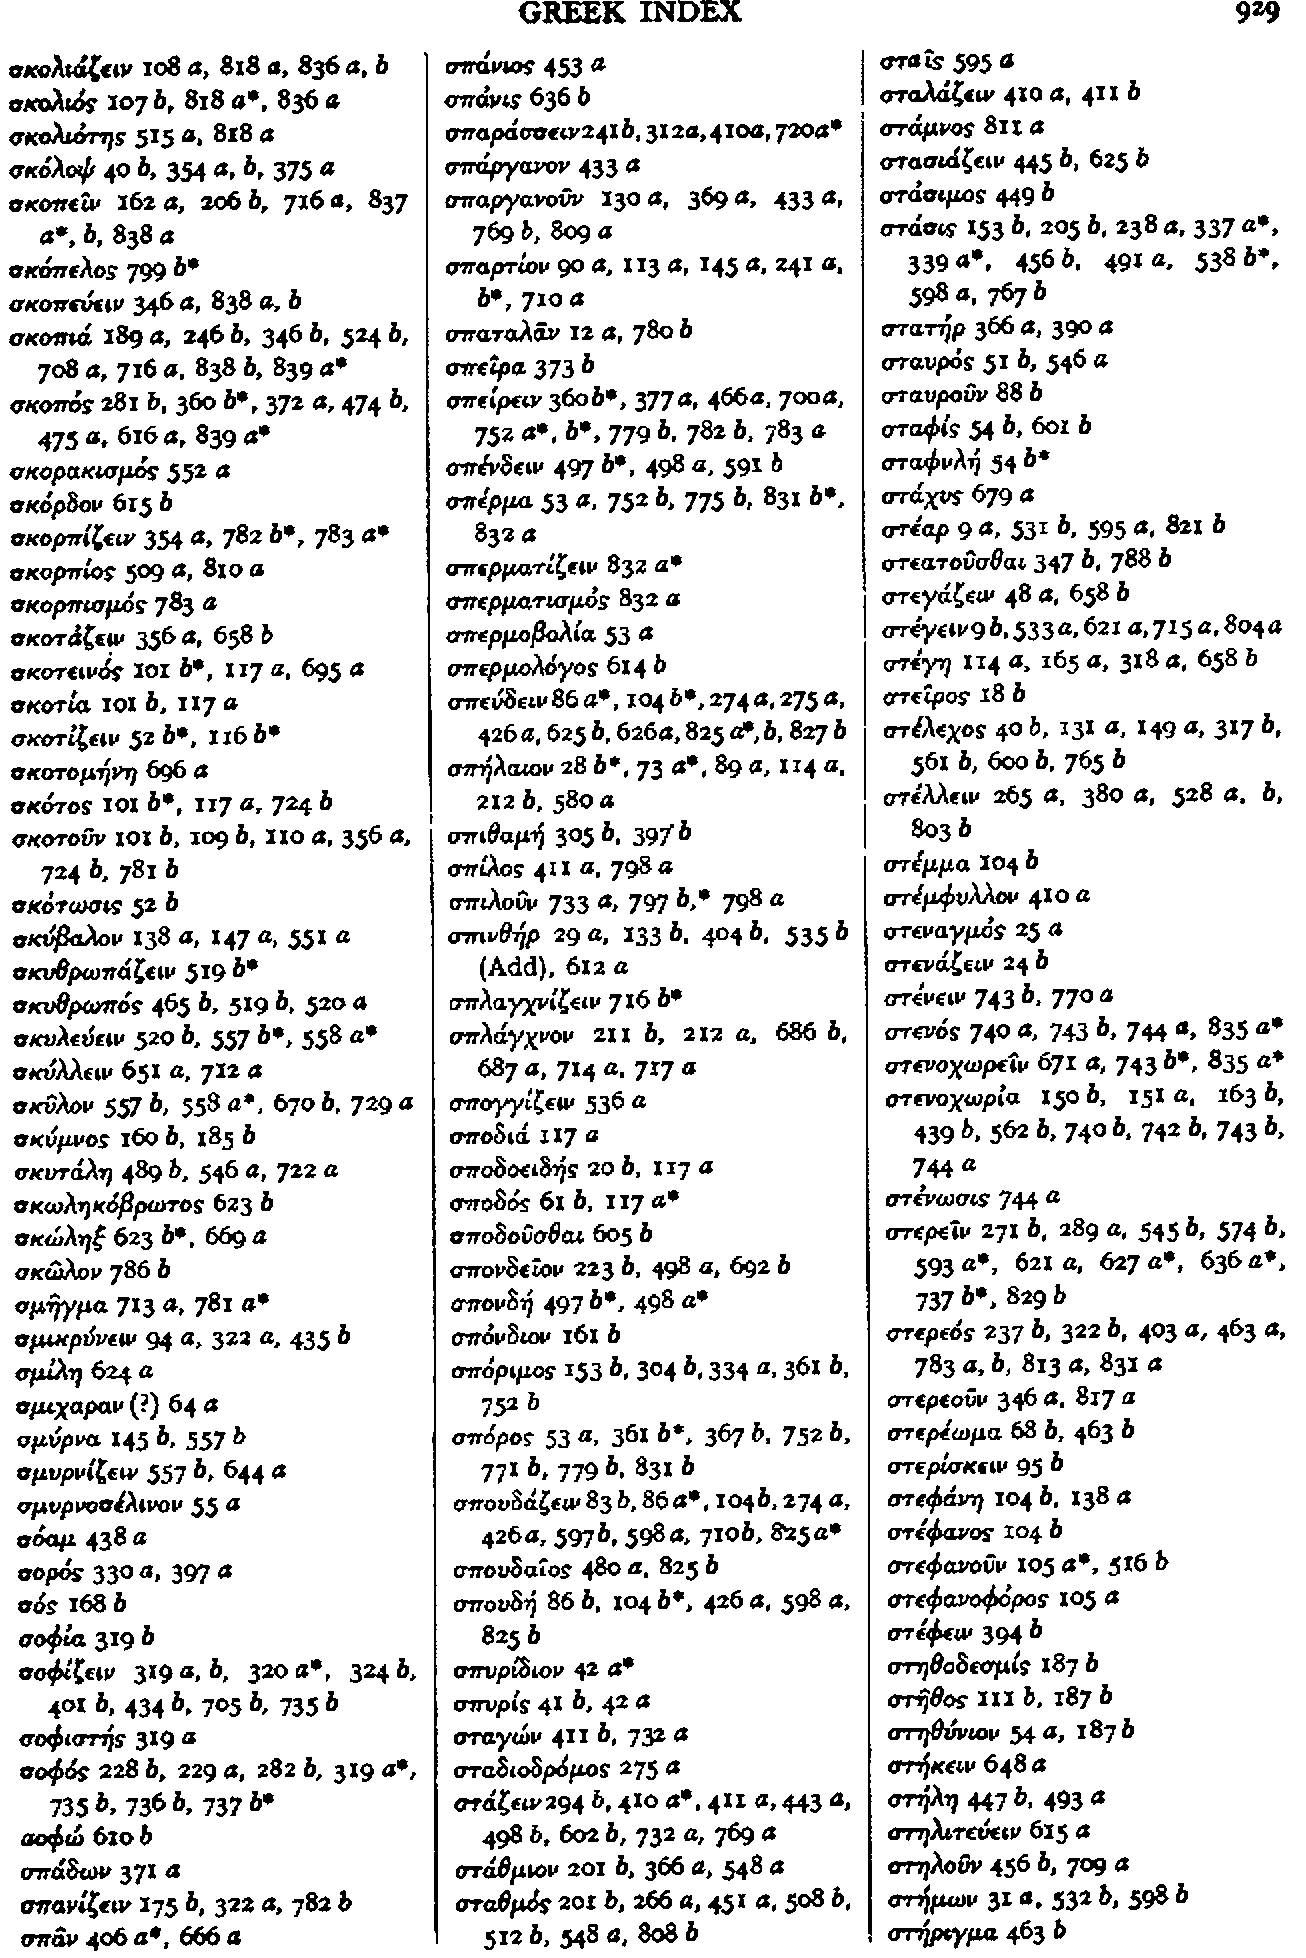 GREEK INDEX 929
σκολιάζειν 108 a, 818 a, 836 a, b
σκολιός 107 b, 818 a*, 836 a
σκολιότης 515 a, 818 a
σκόλοψ 40 b, 354 a, b, 375 a
σκοπεῖν 162 a, 206 b, 716 a, 837
a*, b, 838 a
σκόπελος 799 b*
σκοπεύειν 346 a, 838 a, b
σκοπιά 189 a, 246 b, 346 b, 524 b,
708 a, 716 a, 838 b, 839 a*
σκοπός 281 b, 360 b*, 372 a, 474 b,
475 a, 616 a, 839 a*
σκορακισμός 552 a
σκόρδον 615 b
σκορπίζειν 354 a, 782 b*, 783 a*
σκορπίος 509 a, 810 a
σκορπισμός 783 a
σκοτάζειν 356 a, 658 b
σκοτεινός 101 b*, 117 a, 695 a
σκοτία 101 b, 117 a
σκοτίζειν 52 b*, 116 b*
σκοτομήνη 696 a
σκότος 101 b*, 117 a, 724 b
σκοτοῦν 101 b, 109 b, 110 a, 356 a,
724 b, 781 b
σκότωσις 52 b
σκύβαλον 138 a, 147 a, 551 a
σκυθρωπάζειν 519 b*
σκυθρωπός 465 b, 519 b, 520 a
σκυλεύειν 520 b, 557 b*, 558 a*
σκύλλειν 651 a, 712 a
σκῦλον 557 b, 558 a*, 670 b, 729 a
σκύμνος 160 b, 185 b
σκυτάλη 489 b, 546 a, 722 a
σκωληκόβρωτος 623 b
σκώληξ 623 b*, 669 a
σκῶλον 786 b
σμῆγμα 713 a, 781 a*
σμικρύνειν 94 a, 322 a, 435 b
σμίλη 624 a
σμιχαραν (?) 64 a
σμύρνα 145 b, 557 b
σμυρνίζειν 557 b, 644 a
σμυρνοσέλινον 55 a
σόαμ 438 a
σορός 330 a, 397 a
σός 168 b
σοφία 319 b
σοφίζειν 319 a, b, 320 a*, 324 b,
401 b, 434 b, 705 b, 735 b
σοφιστής 319 a
σοφός 228 b, 229 a, 282 b, 319 a*,
735 b, 736 b, 737 b*
σοφώ 610 b
σπάδων 371 a
σπανίζειν 175 b, 322 a, 782 b
σπᾶν 406 a*, 666 a
σπάνιος 453 a
σπάνις 636 b
σπαράσσειν 241 b, 312 a, 410 a, 720 a*
σπάργανον 433 a
σπαργανοῦν 130 a, 369 a, 433 a,
769 b, 809 a
σπαρτίον 90 a, 113 a, 145 a, 241 a,
b*, 710 a
σπαταλᾶν 12 a, 780 b
σπεῖρα 373 b
σπείρειν 360 b*, 377 a, 466 a, 700 a,
752 a*, b*, 779 b, 782 b, 783 a
σπένδειν 497 b*, 498 a, 591 b
σπέρμα 53 a, 752 b, 775 b, 831 b*,
832 a
σπερματίζειν 832 a*
σπερματισμός 832 a
σπερμοβολία 53 a
σπερμολόγος 614 b
σπεύδειν 86 a*, 104 b*, 274 a, 275 a,
426 a, 625 b, 626 a, 825 a*, b, 827 b
σπήλαιον 28 b*, 73 a*, 89 a, 114 a,
212 b, 580 a
σπιθαμή 305 b, 397 b
σπίλος 411 a, 798 a
σπιλοῦν 733 a, 797 b,* 798 a
σπινθήρ 29 a, 133 b, 404 b, 535 b
(Add), 612 a
σπλαγχνίζειν 716 b*
σπλάγχνον 211 b, 212 a, 686 b,
687 a, 714 a, 717 a
σπογγίζειν 536 a
σποδιά 117 a
σποδοειδής 20 b, 117 a
σποδός 61 b, 117 a*
σποδοῦσθαι 605 b
σπονδεῖον 223 b, 498 a, 692 b
σπονδή 497 b*, 498 a*
σπόνδιον 161 b
σπόριμος 153 b, 304 b, 334 a, 361 b,
752 b
σπόρος 53 a, 361 b*, 367 b, 752 b,
771 b, 779 b, 831 b
σπουδάζειν 83 b, 86 a*, 104 b, 274 a,
426 a, 597 b, 598 a, 710 b, 825 a*
σπουδαῖος 480 a, 825 b
σπουδή 86 b, 104 b*, 426 a, 598 a,
825 b
σπυρίδιον 42 a*
σπυρίς 41 b, 42 a
σταγών 411 b, 732 a
σταδιοδρόμος 275 a
στάζειν 294 b, 410 a*, 411 a, 443 a,
498 b, 602 b, 732 a, 769 a
στάθμιον 201 b, 366 a, 548 a
σταθμός 201 b, 266 a, 451 a, 508 b,
512 b, 548 a, 808 b
σταῖς 595 a
σταλάζειν 410 a, 411 b
στάμνος 811 a
στασιάζειν 445 b, 625 b
στάσιμος 449 b
στάσις 153 b, 205 b, 238 a, 337 a*,
339 a*, 456 b, 491 a, 538 b*,
598 a, 767 b
στατήρ 366 a, 390 a
σταυρός 51 b, 546 a
σταυροῦν 88 b
σταφίς 54 b, 601 b
σταφυλή 54 b*
στάχυς 679 a
στέαρ 9 a, 531 b, 595 a, 821 b
στεατοῦσθαι 347 b, 788 b
στεγάζειν 48 a, 658 b
στέγειν 9 b, 533 a, 621 a, 715 a, 804 a
στέγη 114 a, 165 a, 318 a, 658 b
στεῖρος 18 b
στέλεχος 40 b, 131 a, 149 a, 317 b,
561 b, 600 b, 765 b
στέλλειν 265 a, 380 a, 528 a, b,
803 b
στέμμα 104 b
στέμφυλλον 410 a
στεναγμός 25 a
στενάζειν 24 b
στένειν 743 b, 770 a
στενός 740 a, 743 b, 744 a, 835 a*
στενοχωρεῖν 671 a, 743 b*, 835 a*
στενοχωρία 150 b, 151 a, 163 b,
439 b, 562 b, 740 b, 742 b, 743 b,
744 a
στένωσις 744 a
στερεῖν 271 b, 289 a, 545 b, 574 b,
593 a*, 621 a, 627 a*, 636 a*,
737 b*, 829 b
στερεός 237 b, 322 b, 403 a, 463 a,
783 a, b, 813 a, 831 a
στερεοῦν 346 a, 817 a
στερέωμα 68 b, 463 b
στερίσκειν 95 b
στεφάνη 104 b, 138 a
στέφανος 104 b
στεφανοῦν 105 a*, 516 b
στεφανοφόρος 105 a
στέφειν 394 b
στηθοδεσμίς 187 b
στῆθος 111 b, 187 b
στηθύνιον 54 a, 187 b
στήκειν 648 a
στήλη 447 b, 493 a
στηλιτεύειν 615 a
στηλοῦν 456 b, 709 a
στήμων 31 a, 532 b, 598 b
στήριγμα 463 b